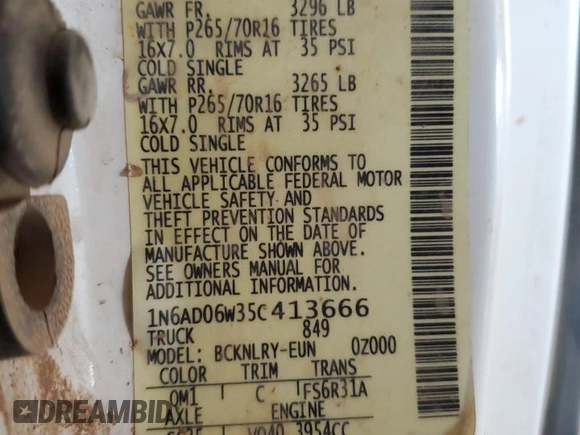 GAWR FR. 3296 LB
WITH P265/70R16 TIRES
16X7.0 RIMS AT 35 PSI
COLD SINGLE
GAWR RR. 3265 LB
WITH P265/70R16 TIRES
16X7.0 RIMS AT 35 PSI
COLD SINGLE
THIS VEHICLE CONFORMS TO
ALL APPLICABLE FEDERAL MOTOR
VEHICLE SAFETY AND
THEFT PREVENTION STANDARDS
IN EFFECT ON THE DATE OF
MANUFACTURE SHOWN ABOVE.
SEE OWNERS MANUAL FOR
ADDITIONAL INFORMATION.
1N6AD06W35C413666
TRUCK 849
MODEL: BCKNLRY-EUN 0Z000
COLOR TRIM TRANS
QM1 C FS6R31A
AXLE ENGINE
VQ40 3954CC
AUTOBIDMASTER